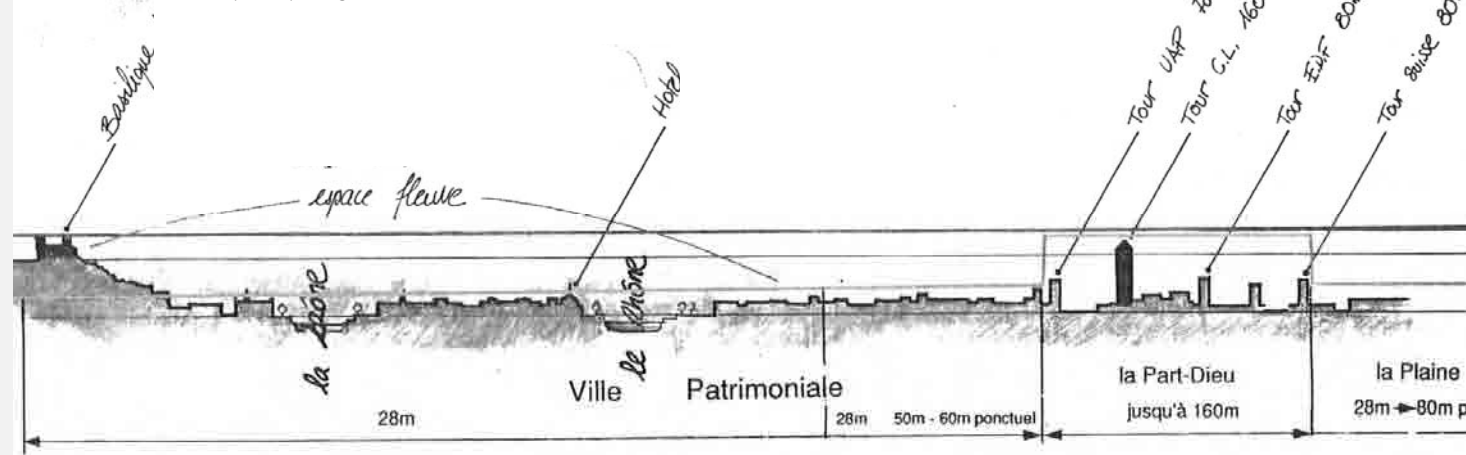 Basilique
Hotel
Tour UAP
Tour C.L. 160
Tour EDF 80m
Tour Suisse 80
espace fleuve
la Saône
le Rhône
Ville Patrimoniale
la Part-Dieu
la Plaine
28m
28m 50m - 60m ponctuel
jusqu'à 160m
28m ➔ 80m p